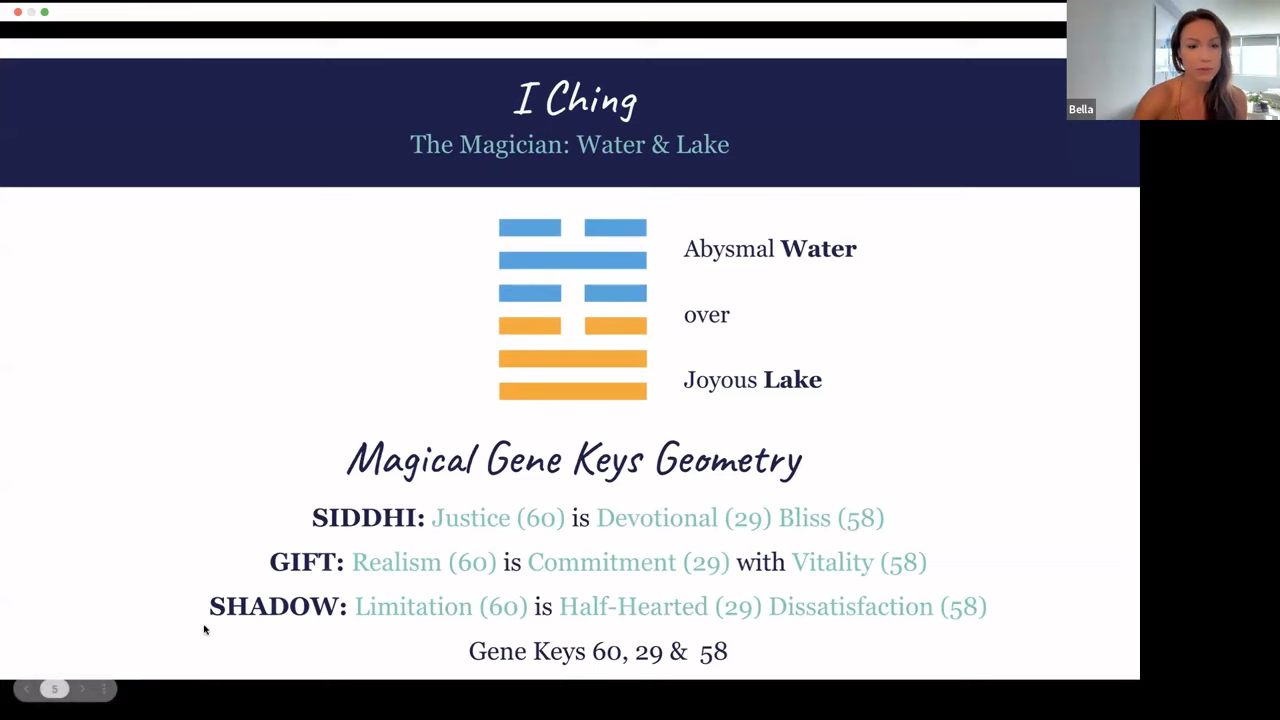 I Ching
The Magician: Water & Lake
Bella
Abysmal Water
over
Joyous Lake
Magical Gene Keys Geometry
SIDDHI: Justice (60) is Devotional (29) Bliss (58)
GIFT: Realism (60) is Commitment (29) with Vitality (58)
SHADOW: Limitation (60) is Half-Hearted (29) Dissatisfaction (58)
Gene Keys 60, 29 & 58
5